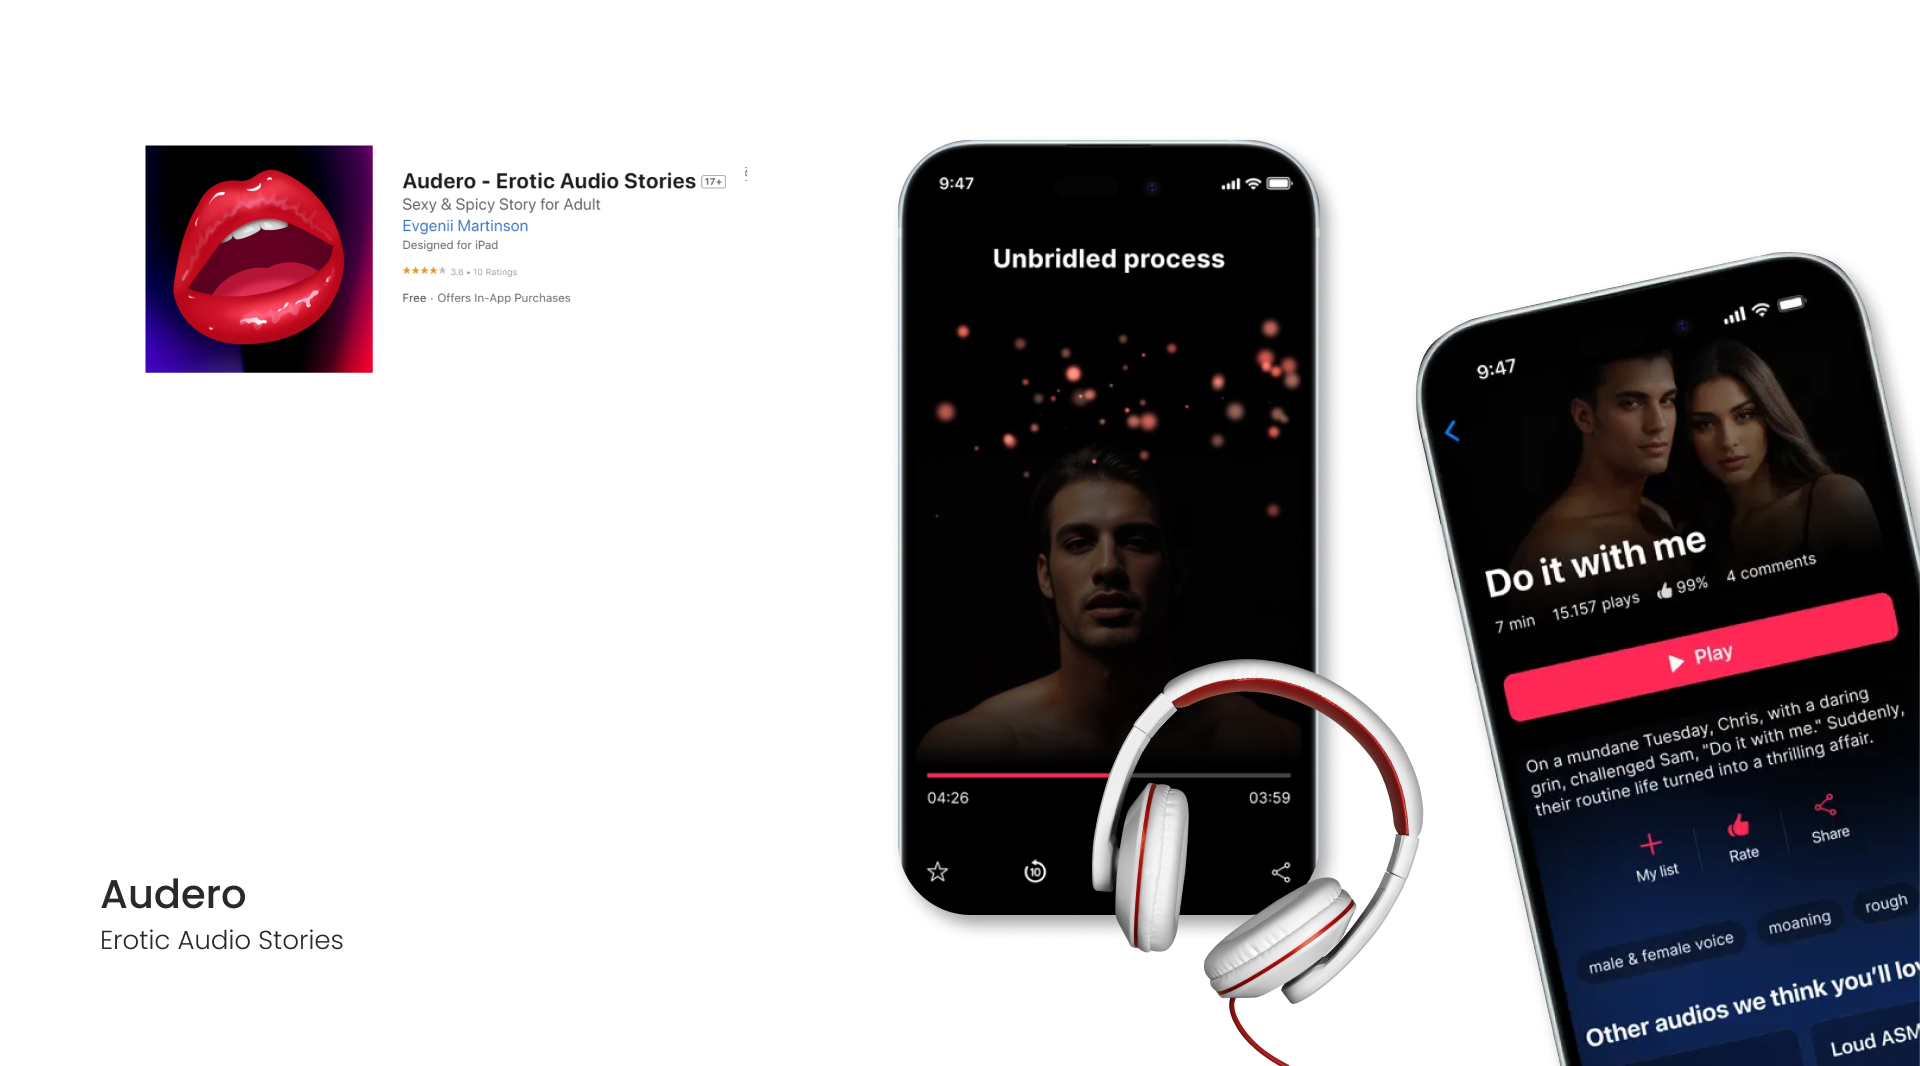 Audero - Erotic Audio Stories 17+
Sexy & Spicy Story for Adult
Evgenii Martinson
Designed for iPad
3.8 • 10 Ratings
Free · Offers In-App Purchases
9:47
Unbridled process
04:26 03:59
10
9:47
Do it with me
7 min 15.157 plays 99% 4 comments
Play
On a mundane Tuesday, Chris, with a daring
grin, challenged Sam, "Do it with me." Suddenly,
their routine life turned into a thrilling affair.
My list Rate Share
male & female voice moaning rough
Other audios we think you'll lov
Loud ASM
Audero
Erotic Audio Stories